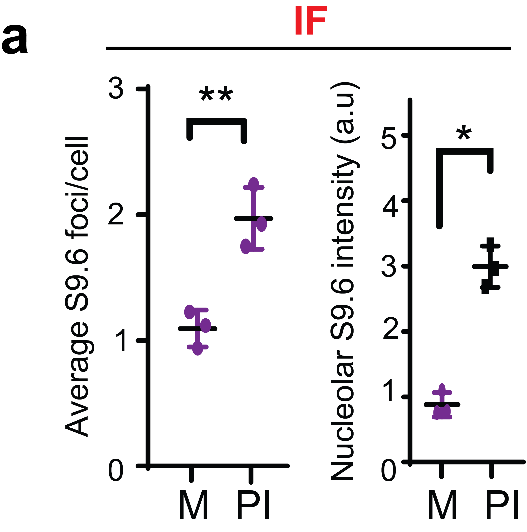 a
IF
Average S9.6 foci/cell
3
2
1
0
**
M PI
Nucleolar S9.6 intensity (a.u)
5
4
3
2
1
0
*
M PI